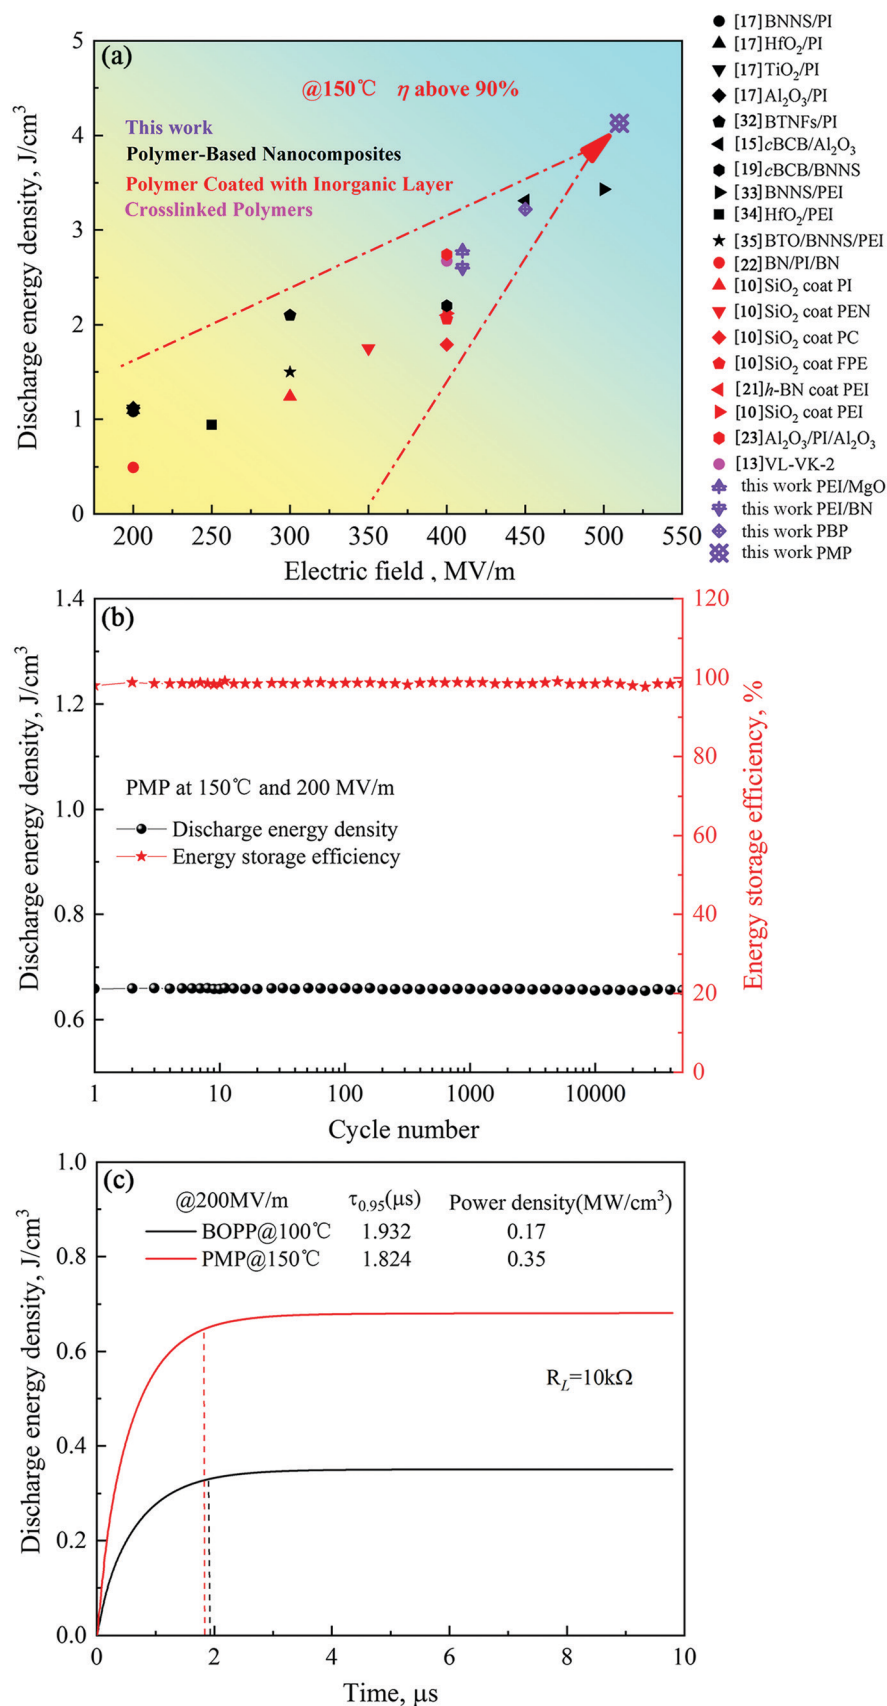 (a)
@150℃ η above 90%
This work
Polymer-Based Nanocomposites
Polymer Coated with Inorganic Layer
Crosslinked Polymers
Discharge energy density, J/cm³
5
4
3
2
1
0
200 250 300 350 400 450 500 550
Electric field , MV/m
[17]BNNS/PI
[17]HfO₂/PI
[17]TiO₂/PI
[17]Al₂O₃/PI
[32]BTNFs/PI
[15]cBCB/Al₂O₃
[19]cBCB/BNNS
[33]BNNS/PEI
[34]HfO₂/PEI
[35]BTO/BNNS/PEI
[22]BN/PI/BN
[10]SiO₂ coat PI
[10]SiO₂ coat PEN
[10]SiO₂ coat PC
[10]SiO₂ coat FPE
[21]h-BN coat PEI
[10]SiO₂ coat PEI
[23]Al₂O₃/PI/Al₂O₃
[13]VL-VK-2
this work PEI/MgO
this work PEI/BN
this work PBP
this work PMP
(b)
Discharge energy density, J/cm³
1.4
1.2
1.0
0.8
0.6
PMP at 150℃ and 200 MV/m
Discharge energy density
Energy storage efficiency
120
100
80
60
40
20
0
Energy storage efficiency, %
1 10 100 1000 10000
Cycle number
(c)
@200MV/m τ₀.₉₅(μs) Power density(MW/cm³)
BOPP@100℃ 1.932 0.17
PMP@150℃ 1.824 0.35
R_L=10kΩ
Discharge energy density, J/cm³
1.0
0.8
0.6
0.4
0.2
0.0
0 2 4 6 8 10
Time, μs